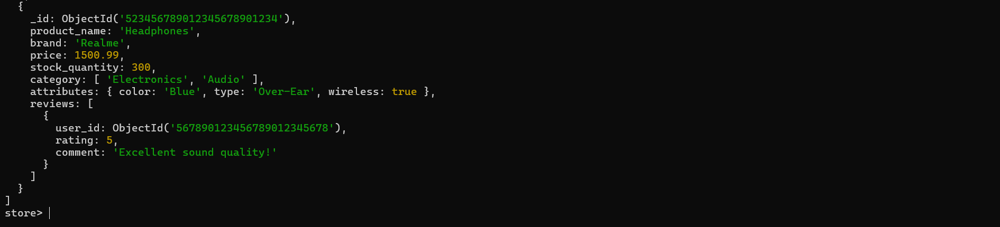 {
_id: ObjectId('523456789012345678901234'),
product_name: 'Headphones',
brand: 'Realme',
price: 1500.99,
stock_quantity: 300,
category: [ 'Electronics', 'Audio' ],
attributes: { color: 'Blue', type: 'Over-Ear', wireless: true },
reviews: [
{
user_id: ObjectId('567890123456789012345678'),
rating: 5,
comment: 'Excellent sound quality!'
}
]
}
]
store>